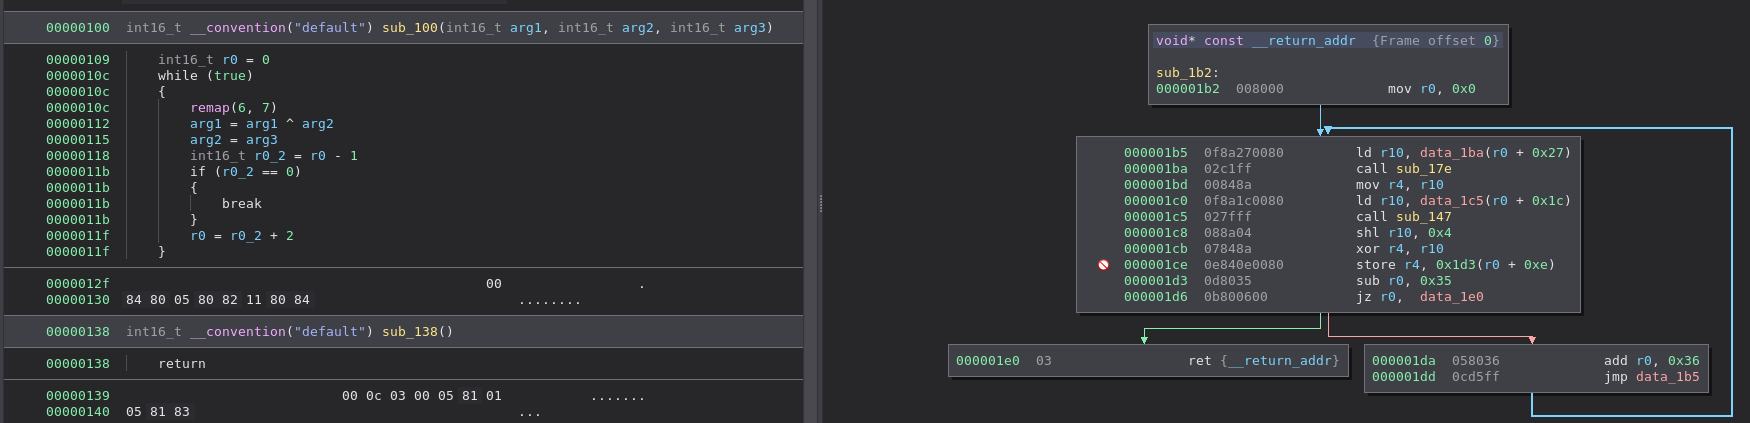 00000100 int16_t __convention("default") sub_100(int16_t arg1, int16_t arg2, int16_t arg3)
00000109 int16_t r0 = 0
0000010c while (true)
0000010c {
0000010c remap(6, 7)
00000112 arg1 = arg1 ^ arg2
00000115 arg2 = arg3
00000118 int16_t r0_2 = r0 - 1
0000011b if (r0_2 == 0)
0000011b {
0000011b break
0000011b }
0000011f r0 = r0_2 + 2
0000011f }
0000012f 00 .
00000130 84 80 05 80 82 11 80 84 ........
00000138 int16_t __convention("default") sub_138()
00000138 return
00000139 00 0c 03 00 05 81 01 .......
00000140 05 81 83 ...
void* const __return_addr {Frame offset 0}
sub_1b2:
000001b2 008000 mov r0, 0x0
000001b5 0f8a270080 ld r10, data_1ba(r0 + 0x27)
000001ba 02c1ff call sub_17e
000001bd 00848a mov r4, r10
000001c0 0f8a1c0080 ld r10, data_1c5(r0 + 0x1c)
000001c5 027fff call sub_147
000001c8 088a04 shl r10, 0x4
000001cb 07848a xor r4, r10
000001ce 0e840e0080 store r4, 0x1d3(r0 + 0xe)
000001d3 0d8035 sub r0, 0x35
000001d6 0b800600 jz r0, data_1e0
000001e0 03 ret {__return_addr}
000001da 058036 add r0, 0x36
000001dd 0cd5ff jmp data_1b5